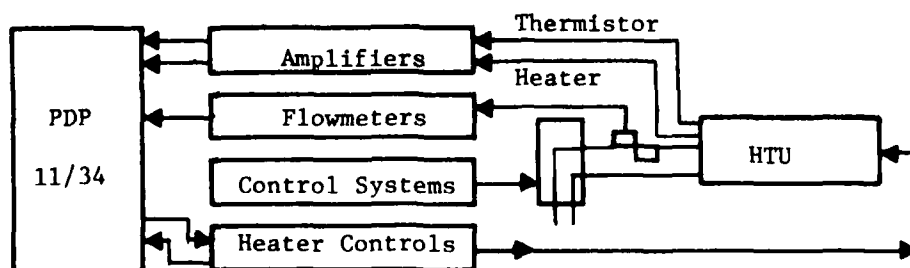 Thermistor
Amplifiers
Heater
PDP
11/34
Flowmeters
HTU
Control Systems
Heater Controls